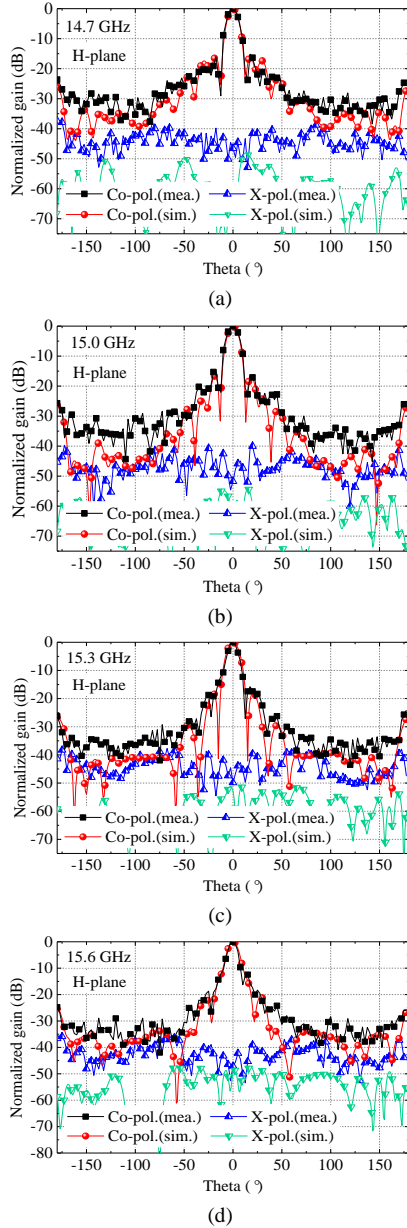 0
-10
-20
-30
-40
-50
-60
-70
Normalized gain (dB)
14.7 GHz
H-plane
Co-pol.(mea.) X-pol.(mea.)
Co-pol.(sim.) X-pol.(sim.)
-150 -100 -50 0 50 100 150
Theta (°)
(a)
0
-10
-20
-30
-40
-50
-60
-70
Normalized gain (dB)
15.0 GHz
H-plane
Co-pol.(mea.) X-pol.(mea.)
Co-pol.(sim.) X-pol.(sim.)
-150 -100 -50 0 50 100 150
Theta (°)
(b)
0
-10
-20
-30
-40
-50
-60
-70
Normalized gain (dB)
15.3 GHz
H-plane
Co-pol.(mea.) X-pol.(mea.)
Co-pol.(sim.) X-pol.(sim.)
-150 -100 -50 0 50 100 150
Theta (°)
(c)
0
-10
-20
-30
-40
-50
-60
-70
-80
Normalized gain (dB)
15.6 GHz
H-plane
Co-pol.(mea.) X-pol.(mea.)
Co-pol.(sim.) X-pol.(sim.)
-150 -100 -50 0 50 100 150
Theta (°)
(d)